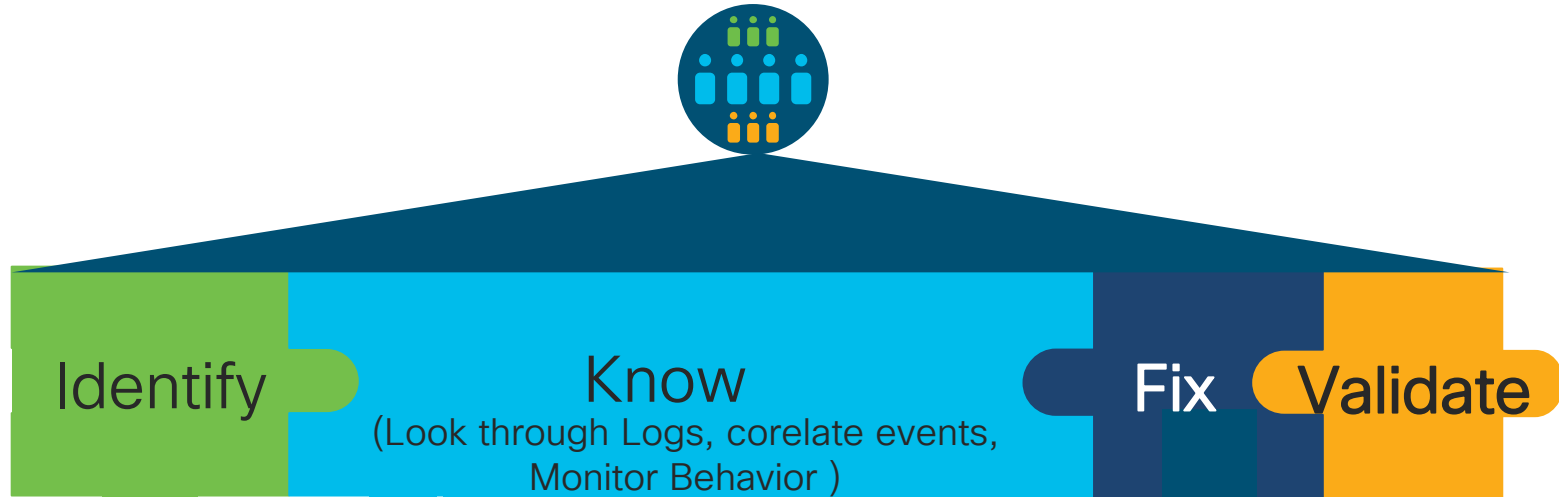 Identify
Know
(Look through Logs, corelate events,
Monitor Behavior )
Fix
Validate